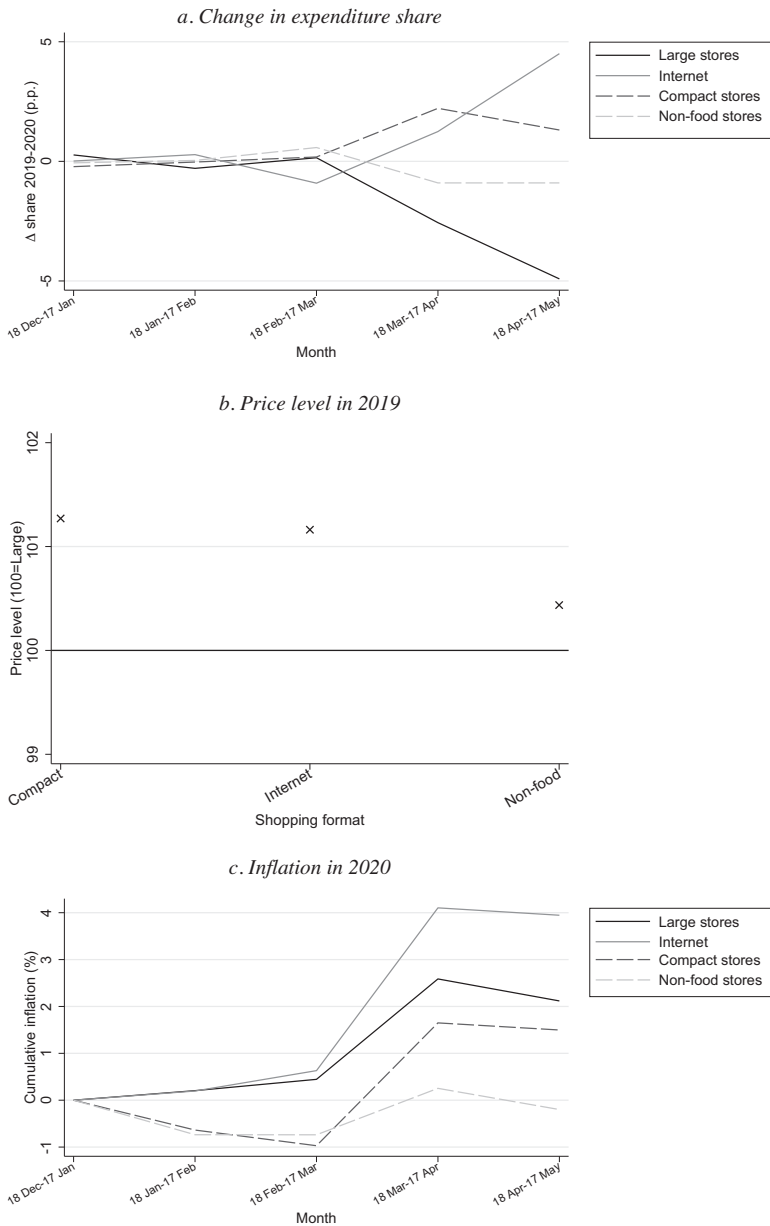 a. Change in expenditure share
Δ share 2019-2020 (p.p.)
5
0
-5
18 Dec-17 Jan
18 Jan-17 Feb
18 Feb-17 Mar
18 Mar-17 Apr
18 Apr-17 May
Month
Large stores
Internet
Compact stores
Non-food stores
b. Price level in 2019
Price level (100=Large)
102
101
100
99
Compact
Internet
Non-food
Shopping format
c. Inflation in 2020
Cumulative inflation (%)
4
3
2
1
0
-1
18 Dec-17 Jan
18 Jan-17 Feb
18 Feb-17 Mar
18 Mar-17 Apr
18 Apr-17 May
Month
Large stores
Internet
Compact stores
Non-food stores